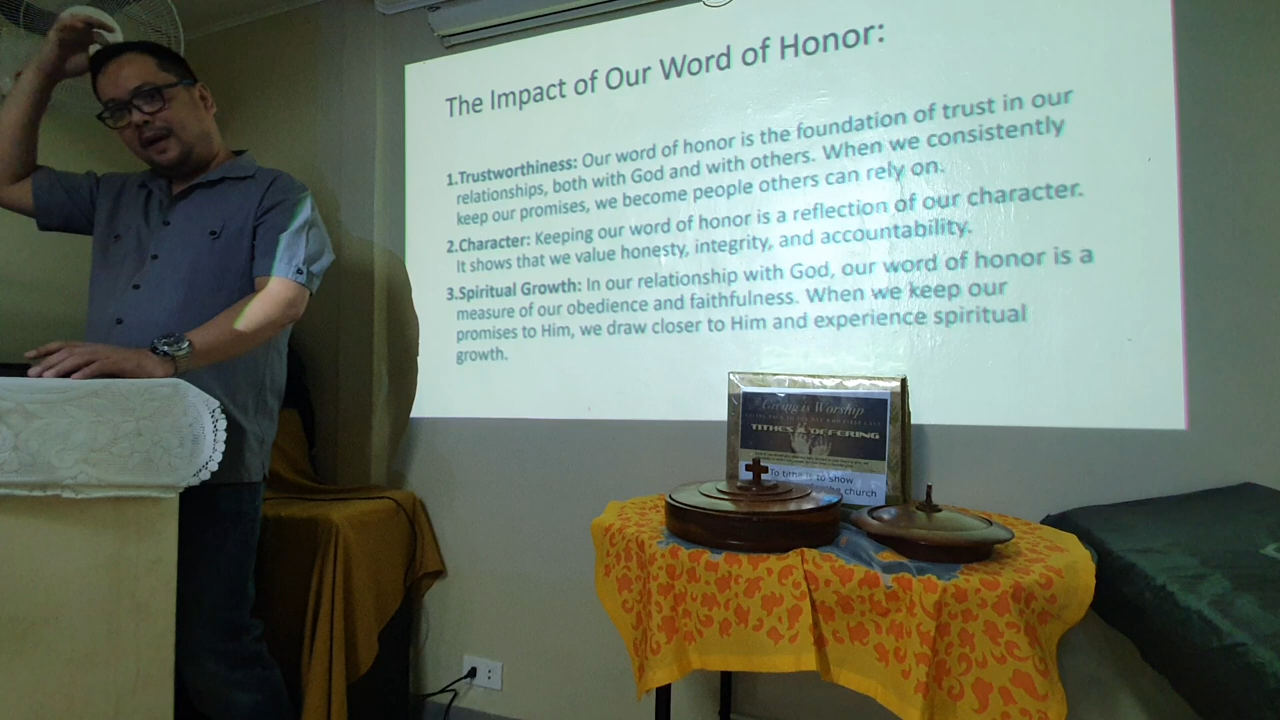 The Impact of Our Word of Honor:
1.Trustworthiness: Our word of honor is the foundation of trust in our
relationships, both with God and with others. When we consistently
keep our promises, we become people others can rely on.
2.Character: Keeping our word of honor is a reflection of our character.
It shows that we value honesty, integrity, and accountability.
3.Spiritual Growth: In our relationship with God, our word of honor is a
measure of our obedience and faithfulness. When we keep our
promises to Him, we draw closer to Him and experience spiritual
growth.
Giving is Worship
TITHES & OFFERING
To tithe is to show
the church